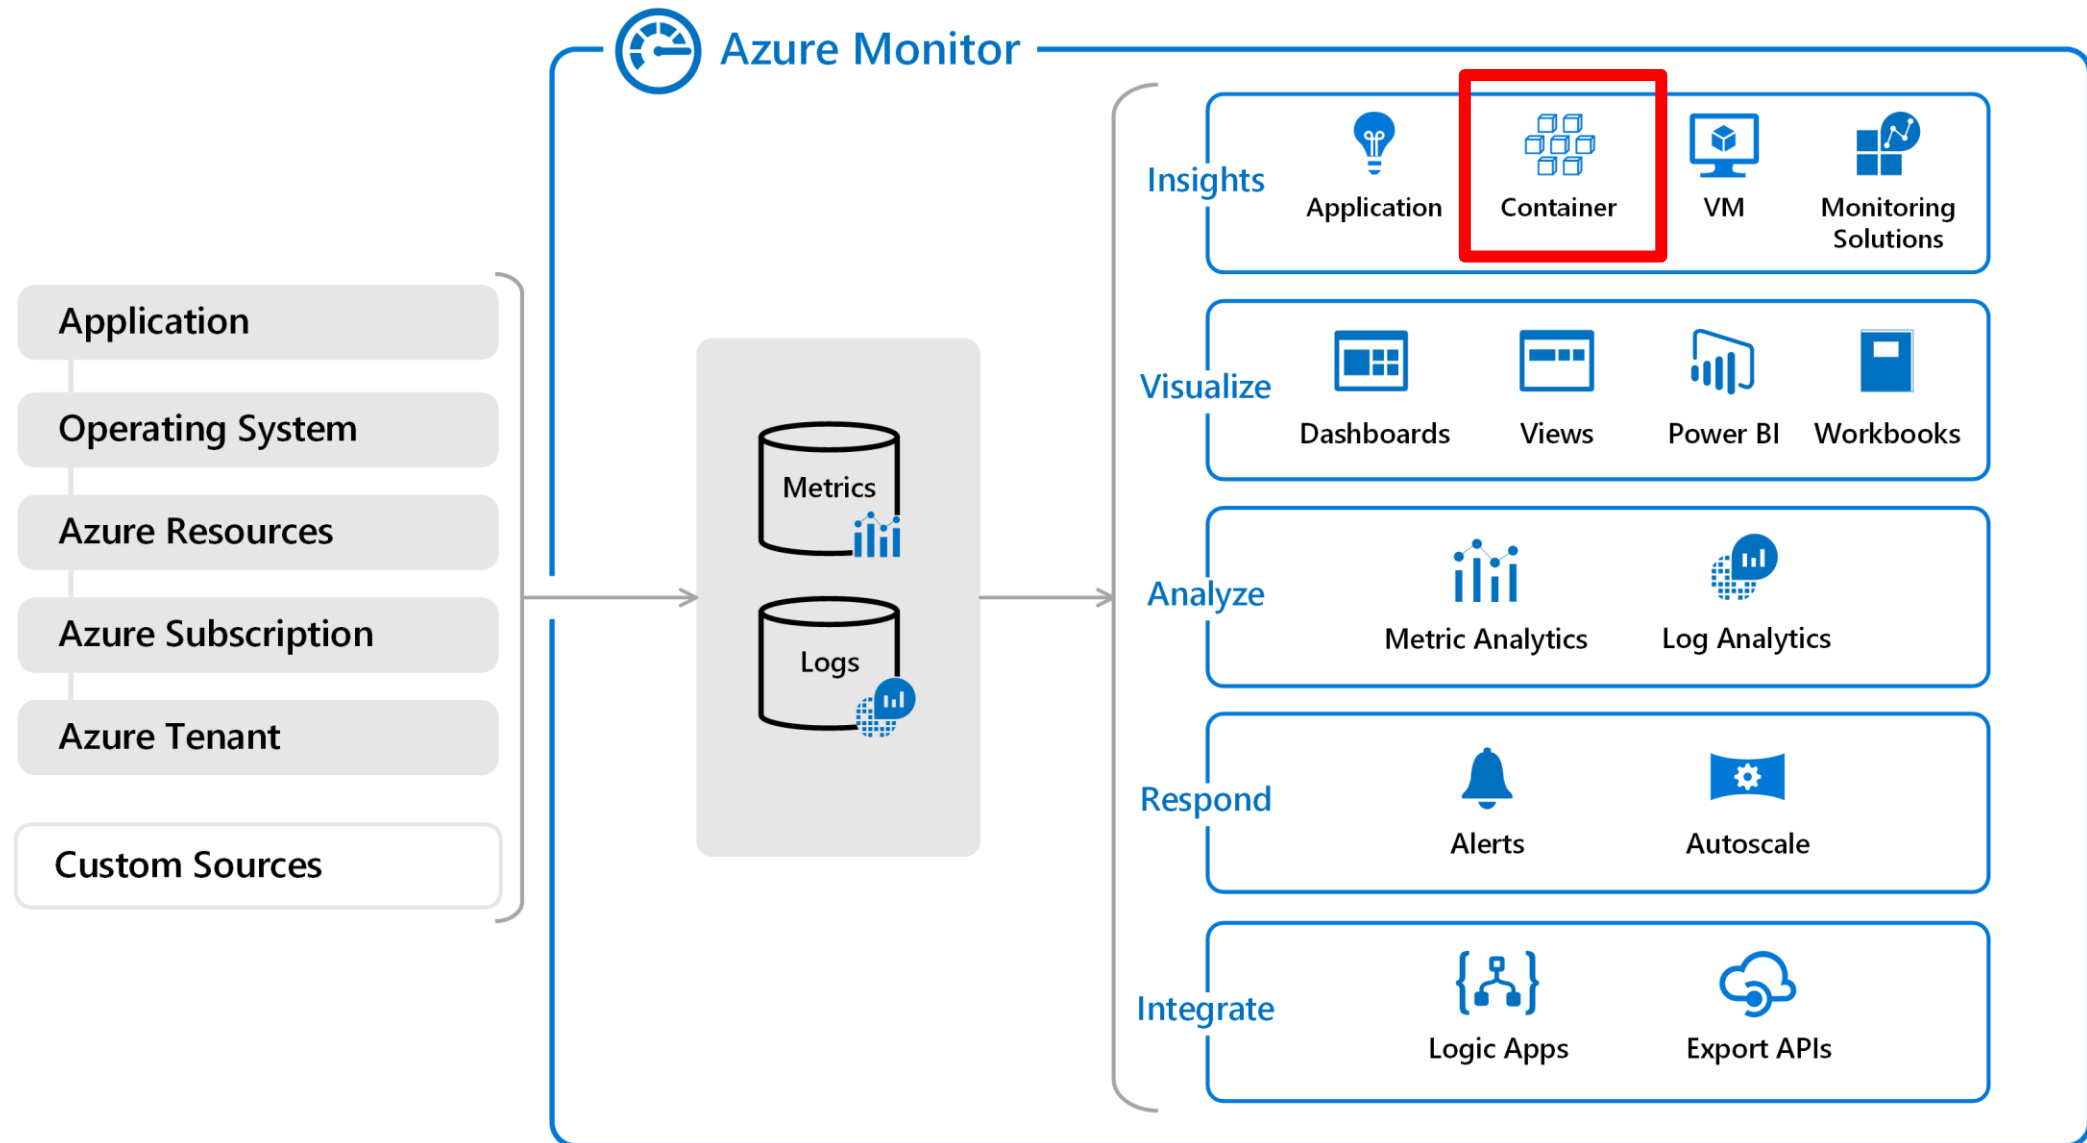 Azure Monitor
Application
Operating System
Azure Resources
Azure Subscription
Azure Tenant
Custom Sources
Metrics
Logs
Insights
Application
Container
VM
Monitoring
Solutions
Visualize
Dashboards
Views
Power BI
Workbooks
Analyze
Metric Analytics
Log Analytics
Respond
Alerts
Autoscale
Integrate
Logic Apps
Export APIs